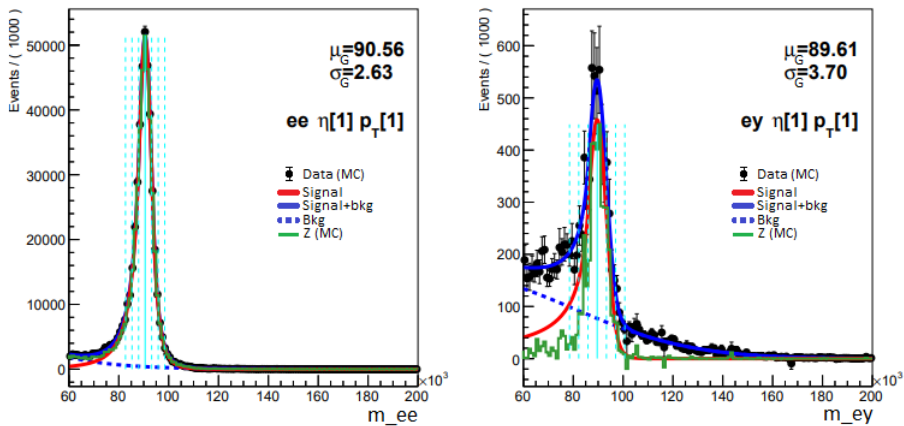 Events / ( 1000 )
50000
40000
30000
20000
10000
0
μG=90.56
σG=2.63
ee η[1] pT[1]
Data (MC)
Signal
Signal+bkg
Bkg
Z (MC)
60 80 100 120 140 160 180 200
×10³
m_ee
Events / ( 1000 )
600
500
400
300
200
100
0
μG=89.61
σG=3.70
ey η[1] pT[1]
Data (MC)
Signal
Signal+bkg
Bkg
Z (MC)
60 80 100 120 140 160 180 200
×10³
m_ey